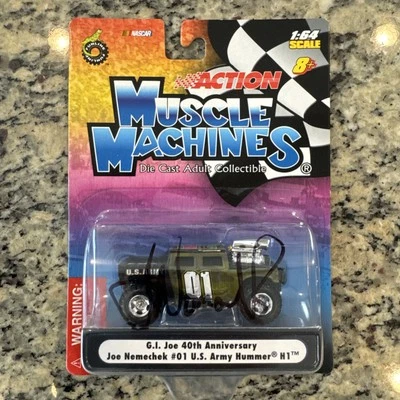 NASCAR
1:64
SCALE
8+
ACTION
MUSCLE
MACHINES
®
Die Cast Adult Collectible
U.S. ARM
01
WARNING:
G.I. Joe 40th Anniversary
Joe Nemechek #01 U.S. Army Hummer® H1™